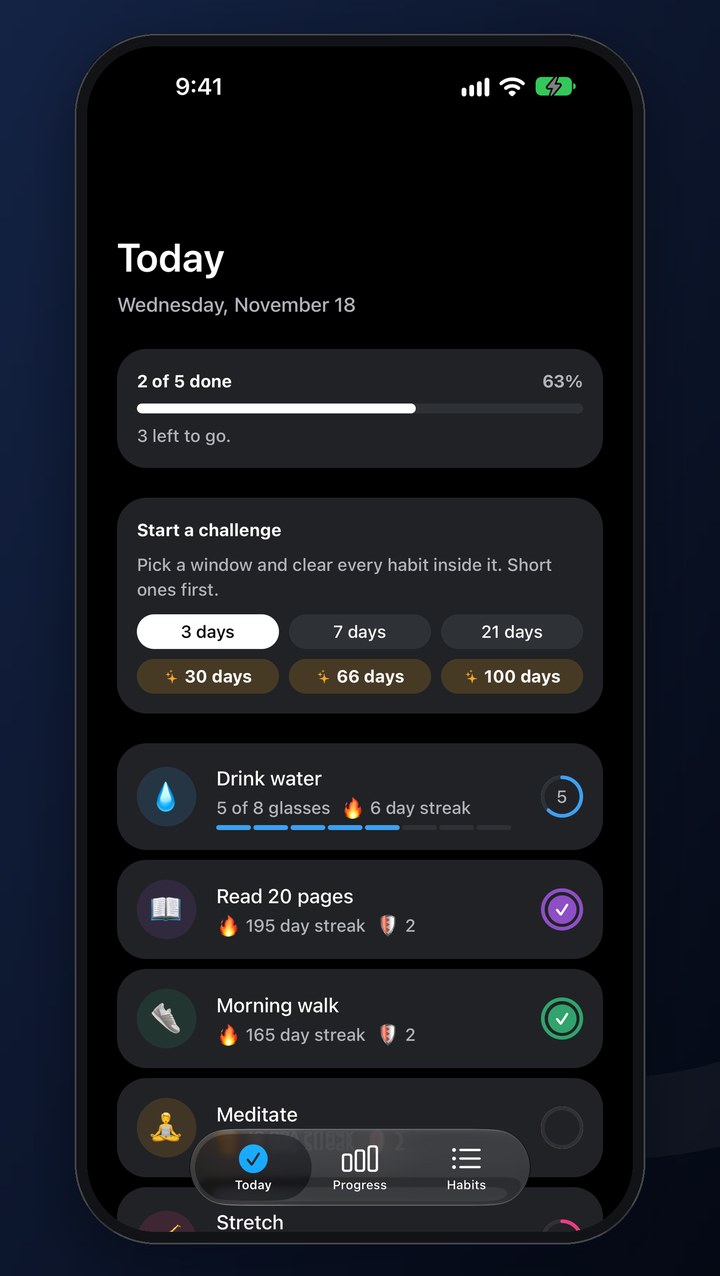 9:41
Today
Wednesday, November 18
2 of 5 done 63%
3 left to go.
Start a challenge
Pick a window and clear every habit inside it. Short
ones first.
3 days 7 days 21 days
30 days 66 days 100 days
Drink water
5 of 8 glasses 6 day streak
5
Read 20 pages
195 day streak 2
Morning walk
165 day streak 2
Meditate
Today Progress Habits
Stretch